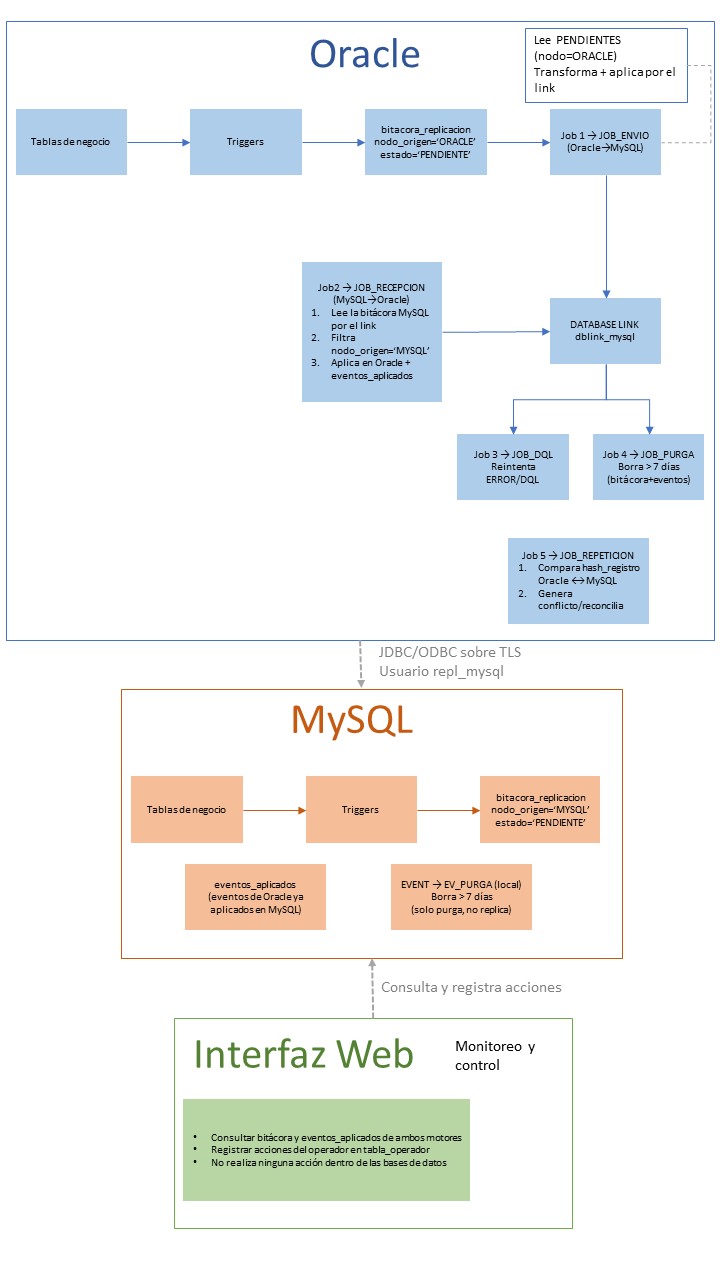 Oracle
Lee PENDIENTES
(nodo=ORACLE)
Transforma + aplica por el
link
Tablas de negocio
Triggers
bitacora_replicacion
nodo_origen='ORACLE'
estado='PENDIENTE'
Job 1 → JOB_ENVIO
(Oracle→MySQL)
Job2 → JOB_RECEPCION
(MySQL→Oracle)
1. Lee la bitácora MySQL
por el link
2. Filtra
nodo_origen='MYSQL'
3. Aplica en Oracle +
eventos_aplicados
DATABASE LINK
dblink_mysql
Job 3 → JOB_DQL
Reintenta
ERROR/DQL
Job 4 → JOB_PURGA
Borra > 7 días
(bitácora+eventos)
Job 5 → JOB_REPETICION
1. Compara hash_registro
Oracle ↔ MySQL
2. Genera
conflicto/reconcilia
JDBC/ODBC sobre TLS
Usuario repl_mysql
MySQL
Tablas de negocio
Triggers
bitacora_replicacion
nodo_origen='MYSQL'
estado='PENDIENTE'
eventos_aplicados
(eventos de Oracle ya
aplicados en MySQL)
EVENT → EV_PURGA (local)
Borra > 7 días
(solo purga, no replica)
Consulta y registra acciones
Interfaz Web
Monitoreo y
control
• Consultar bitácora y eventos_aplicados de ambos motores
• Registrar acciones del operador en tabla_operador
• No realiza ninguna acción dentro de las bases de datos